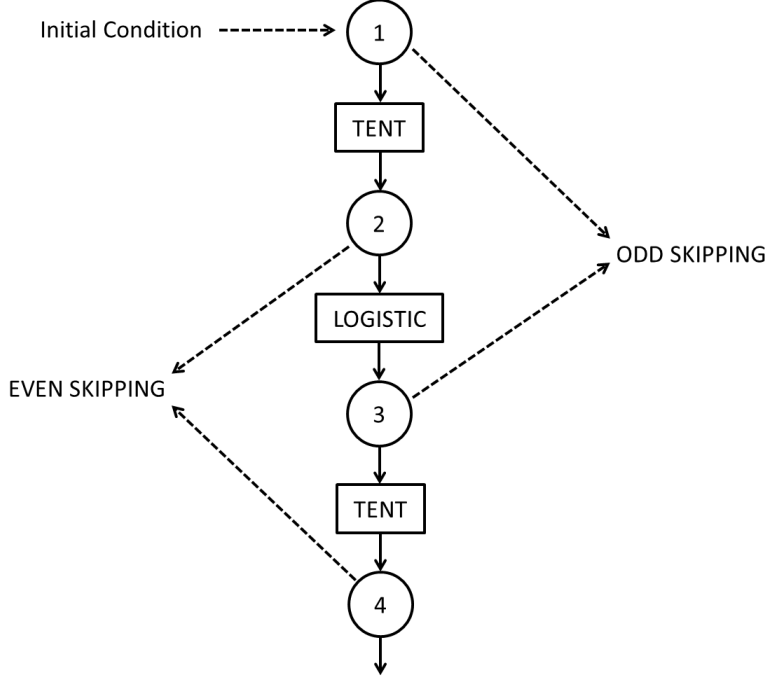 Initial Condition
1
TENT
2
ODD SKIPPING
LOGISTIC
EVEN SKIPPING
3
TENT
4